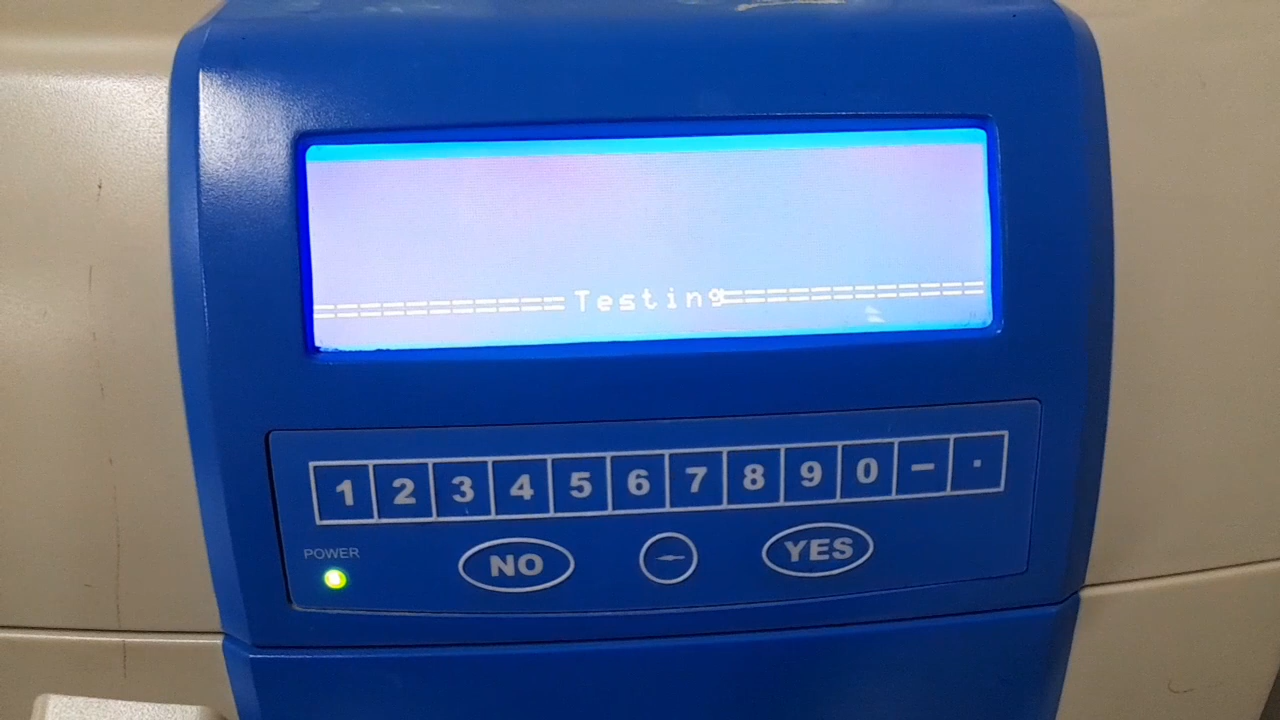 ===========Testing=============
1 2 3 4 5 6 7 8 9 0 - .
POWER
NO ← YES